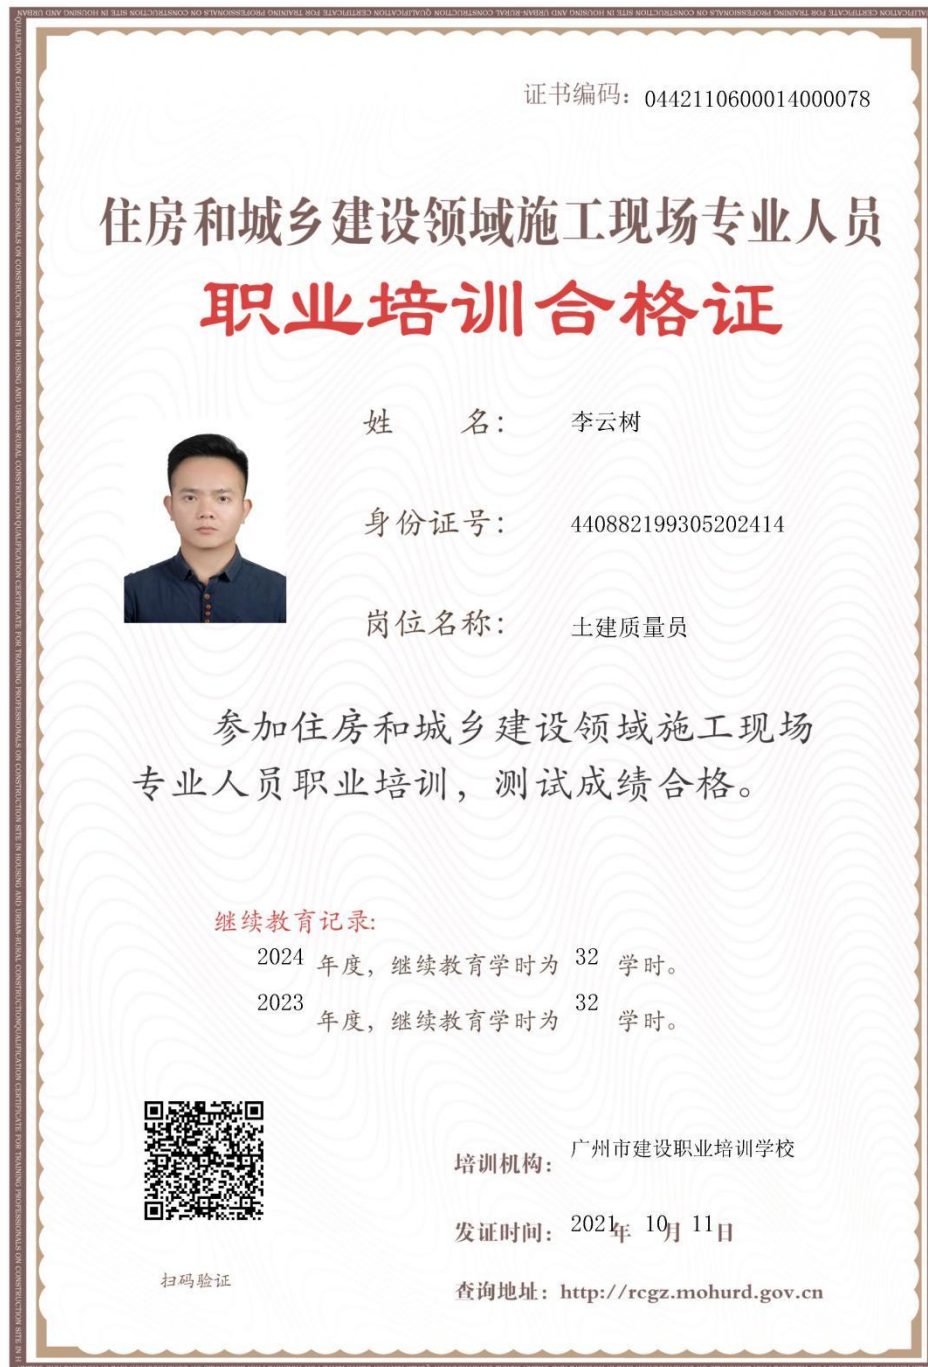 证书编码：0442110600014000078
住房和城乡建设领域施工现场专业人员
职业培训合格证
姓 名： 李云树
身份证号： 440882199305202414
岗位名称： 土建质量员
参加住房和城乡建设领域施工现场
专业人员职业培训，测试成绩合格。
继续教育记录:
2024 年度，继续教育学时为 32 学时。
2023 年度，继续教育学时为 32 学时。
培训机构： 广州市建设职业培训学校
发证时间： 2021年 10月 11日
扫码验证
查询地址：http://rcgz.mohurd.gov.cn